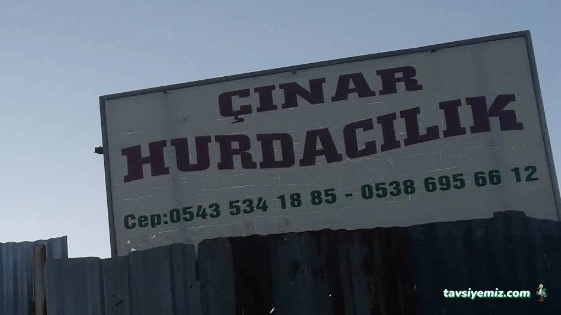 ÇINAR
HURDACILIK
Cep:0543 534 18 85 - 0538 695 66 12
tavsiyemiz.com